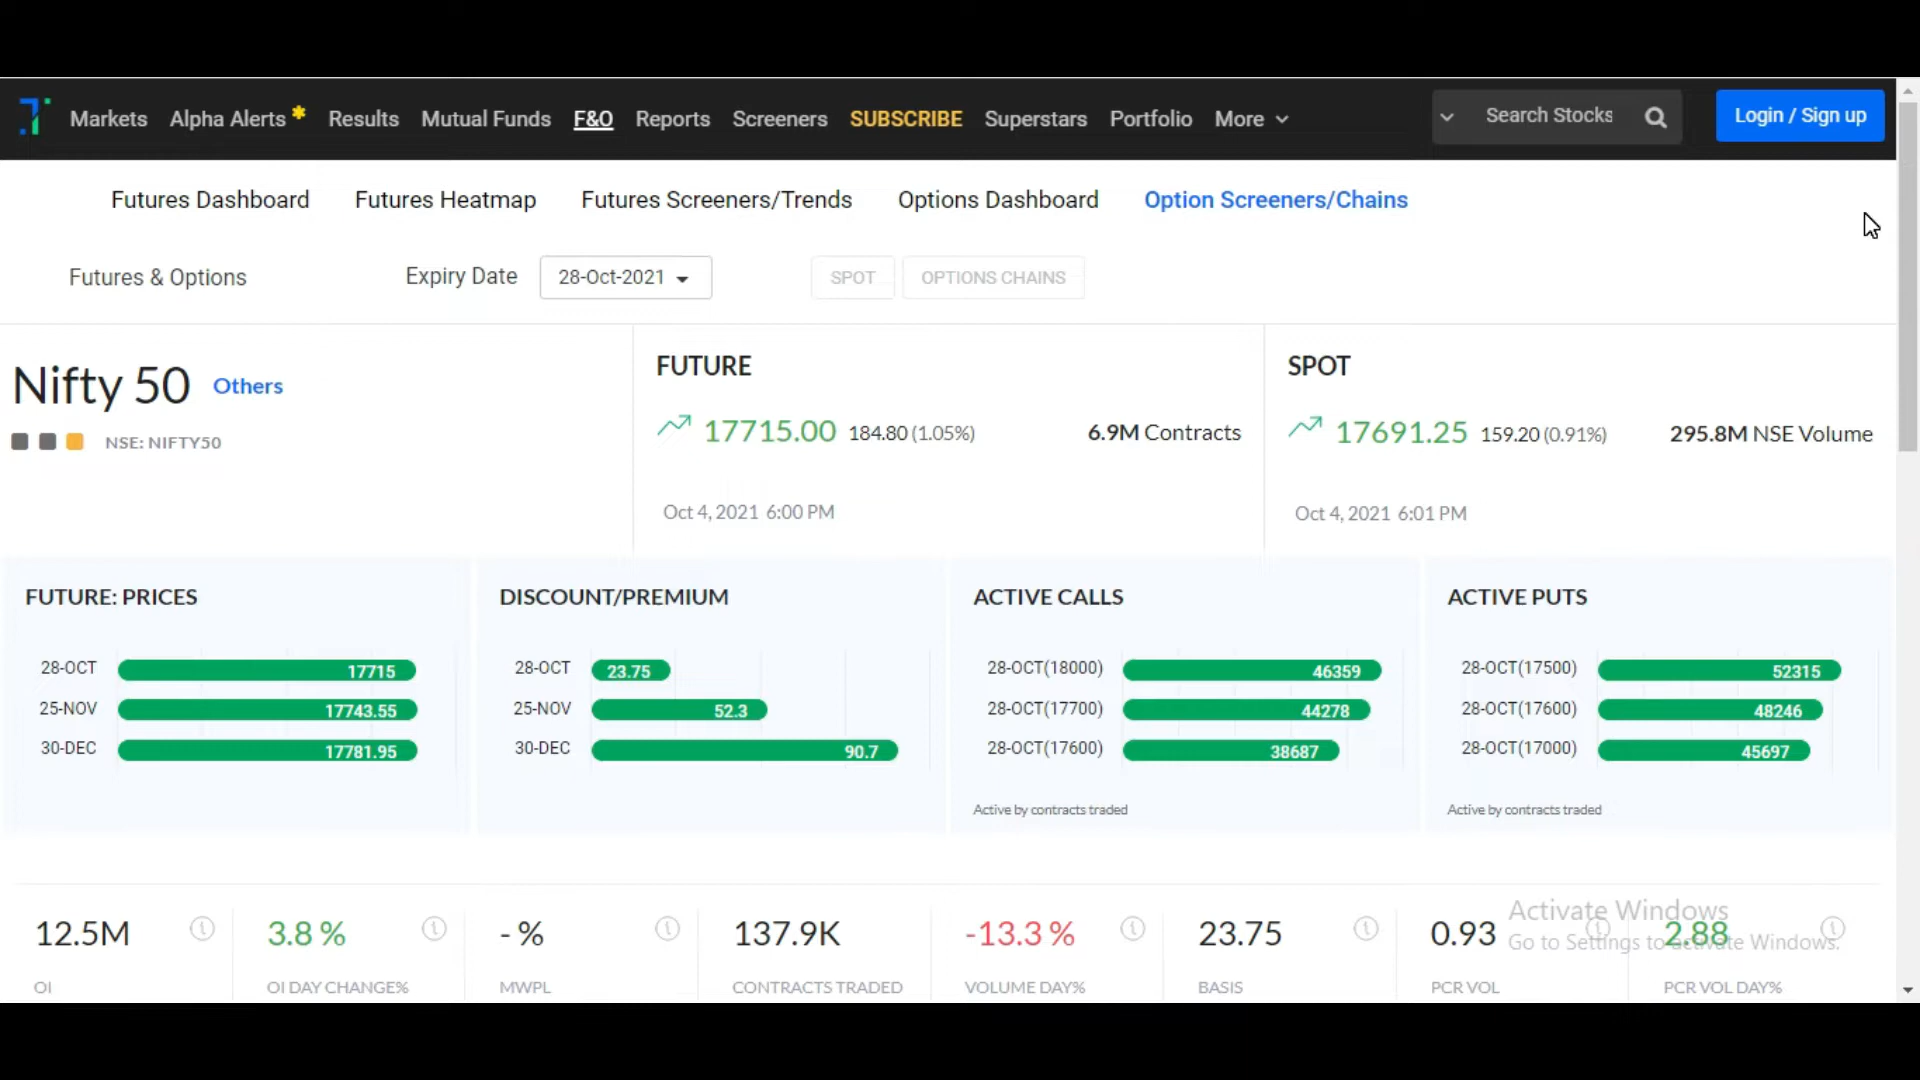 Markets Alpha Alerts * Results Mutual Funds F&O Reports Screeners SUBSCRIBE Superstars Portfolio More Search Stocks Login / Sign up
Futures Dashboard Futures Heatmap Futures Screeners/Trends Options Dashboard Option Screeners/Chains
Futures & Options Expiry Date 28-Oct-2021 SPOT OPTIONS CHAINS
Nifty 50 Others
NSE: NIFTY50
FUTURE
17715.00 184.80 (1.05%) 6.9M Contracts
Oct 4, 2021 6:00 PM
SPOT
17691.25 159.20 (0.91%) 295.8M NSE Volume
Oct 4, 2021 6:01 PM
FUTURE: PRICES
28-OCT 17715
25-NOV 17743.55
30-DEC 17781.95
DISCOUNT/PREMIUM
28-OCT 23.75
25-NOV 52.3
30-DEC 90.7
ACTIVE CALLS
28-OCT(18000) 46359
28-OCT(17700) 44278
28-OCT(17600) 38687
Active by contracts traded
ACTIVE PUTS
28-OCT(17500) 52315
28-OCT(17600) 48246
28-OCT(17000) 45697
Active by contracts traded
12.5M 3.8 % - % 137.9K -13.3 % 23.75 0.93 2.88
OI OI DAY CHANGE% MWPL CONTRACTS TRADED VOLUME DAY% BASIS PCR VOL PCR VOL DAY%
Activate Windows
Go to Settings to activate Windows.